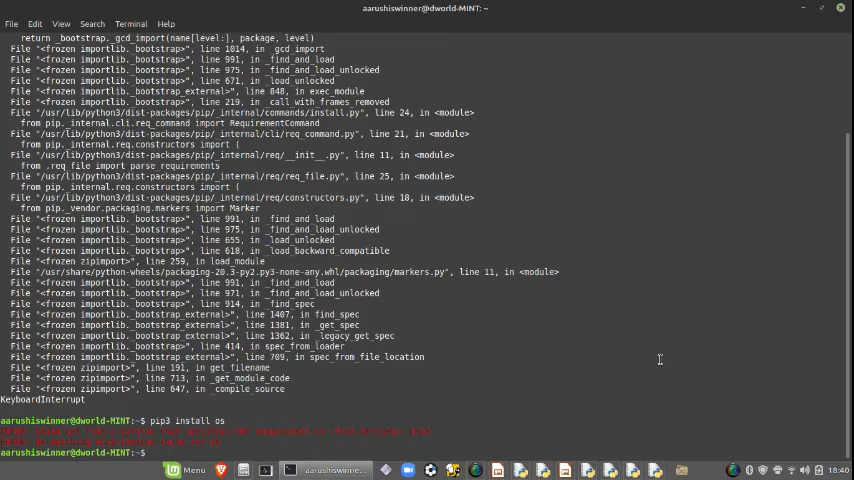 aarushiswinner@dworld-MINT: ~
File Edit View Search Terminal Help
return _bootstrap._gcd_import(name[level:], package, level)
File "<frozen importlib._bootstrap>", line 1014, in _gcd_import
File "<frozen importlib._bootstrap>", line 991, in _find_and_load
File "<frozen importlib._bootstrap>", line 975, in _find_and_load_unlocked
File "<frozen importlib._bootstrap>", line 671, in _load_unlocked
File "<frozen importlib._bootstrap_external>", line 848, in exec_module
File "<frozen importlib._bootstrap>", line 219, in _call_with_frames_removed
File "/usr/lib/python3/dist-packages/pip/_internal/commands/install.py", line 24, in <module>
from pip._internal.cli.req_command import RequirementCommand
File "/usr/lib/python3/dist-packages/pip/_internal/cli/req_command.py", line 21, in <module>
from pip._internal.req.constructors import (
File "/usr/lib/python3/dist-packages/pip/_internal/req/__init__.py", line 11, in <module>
from .req_file import parse_requirements
File "/usr/lib/python3/dist-packages/pip/_internal/req/req_file.py", line 25, in <module>
from pip._internal.req.constructors import (
File "/usr/lib/python3/dist-packages/pip/_internal/req/constructors.py", line 18, in <module>
from pip._vendor.packaging.markers import Marker
File "<frozen importlib._bootstrap>", line 991, in _find_and_load
File "<frozen importlib._bootstrap>", line 975, in _find_and_load_unlocked
File "<frozen importlib._bootstrap>", line 655, in _load_unlocked
File "<frozen importlib._bootstrap>", line 618, in _load_backward_compatible
File "<frozen zipimport>", line 259, in load_module
File "/usr/share/python-wheels/packaging-20.3-py2.py3-none-any.whl/packaging/markers.py", line 11, in <module>
File "<frozen importlib._bootstrap>", line 991, in _find_and_load
File "<frozen importlib._bootstrap>", line 971, in _find_and_load_unlocked
File "<frozen importlib._bootstrap>", line 914, in _find_spec
File "<frozen importlib._bootstrap_external>", line 1407, in find_spec
File "<frozen importlib._bootstrap_external>", line 1381, in _get_spec
File "<frozen importlib._bootstrap_external>", line 1362, in _legacy_get_spec
File "<frozen importlib._bootstrap>", line 414, in spec_from_loader
File "<frozen importlib._bootstrap_external>", line 709, in spec_from_file_location
File "<frozen zipimport>", line 191, in get_filename
File "<frozen zipimport>", line 713, in _get_module_code
File "<frozen zipimport>", line 647, in _compile_source
KeyboardInterrupt
aarushiswinner@dworld-MINT:~$ pip3 install os
aarushiswinner@dworld-MINT:~$
Menu aarushiswinne... 18:40